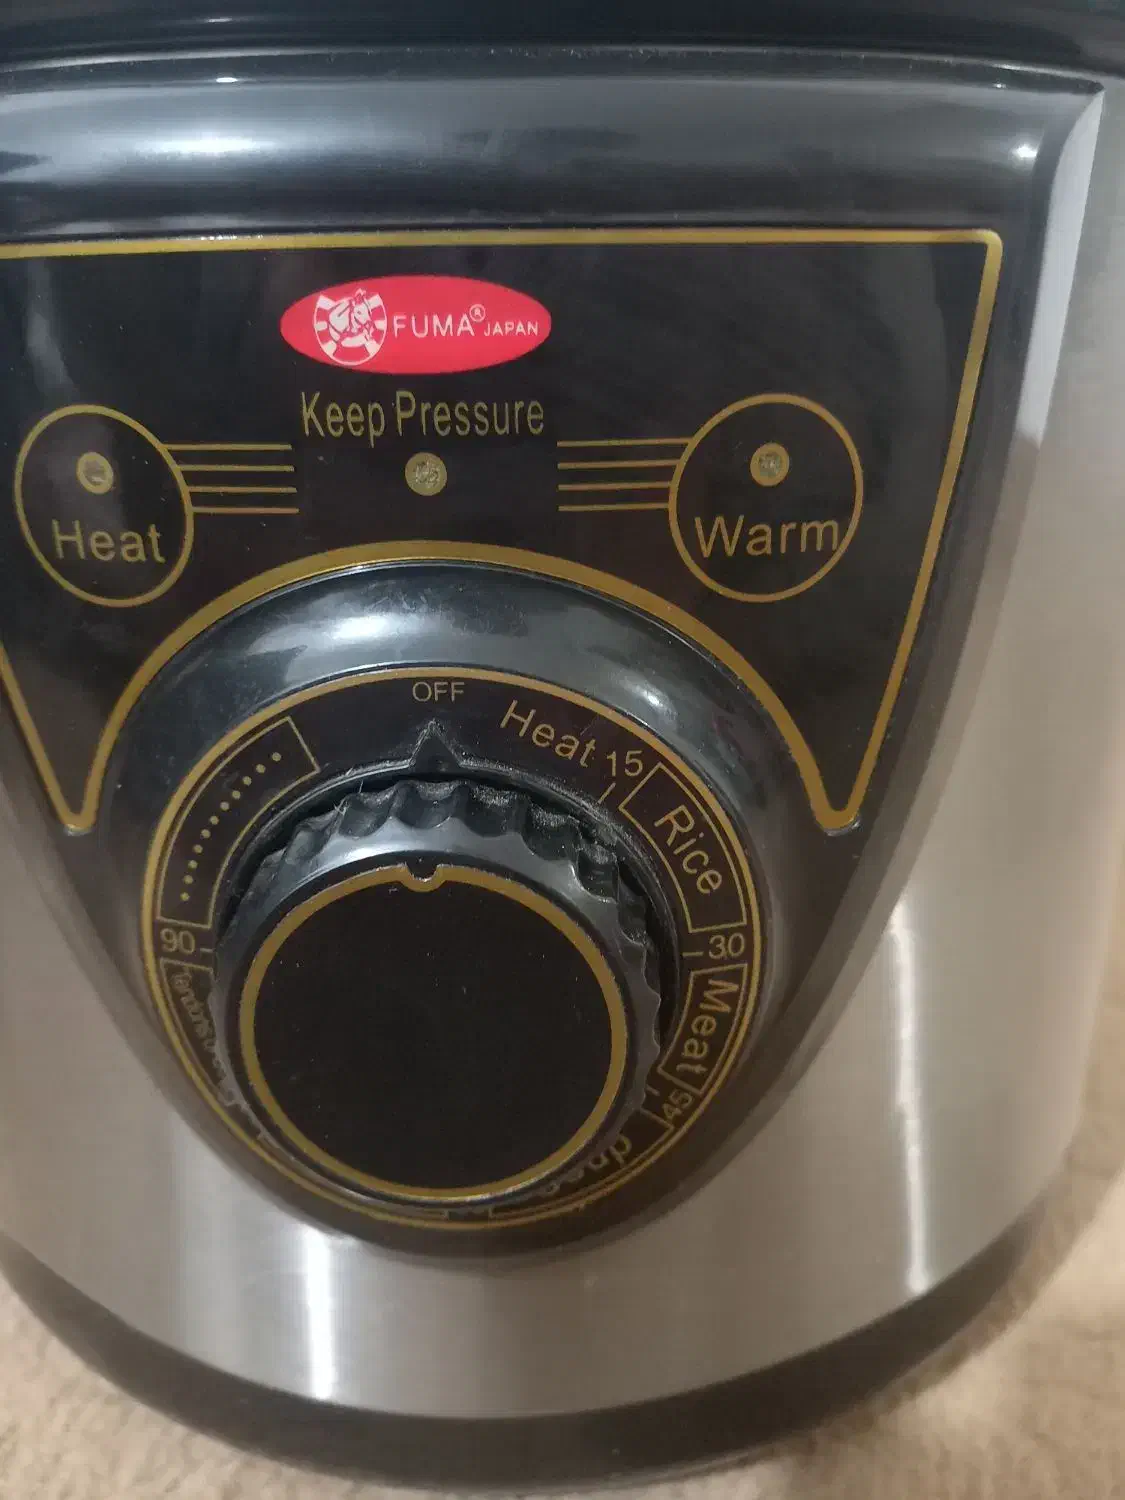 FUMA® JAPAN
Keep Pressure
Heat
Warm
OFF
Heat 15
Rice
30
Meat
45
90